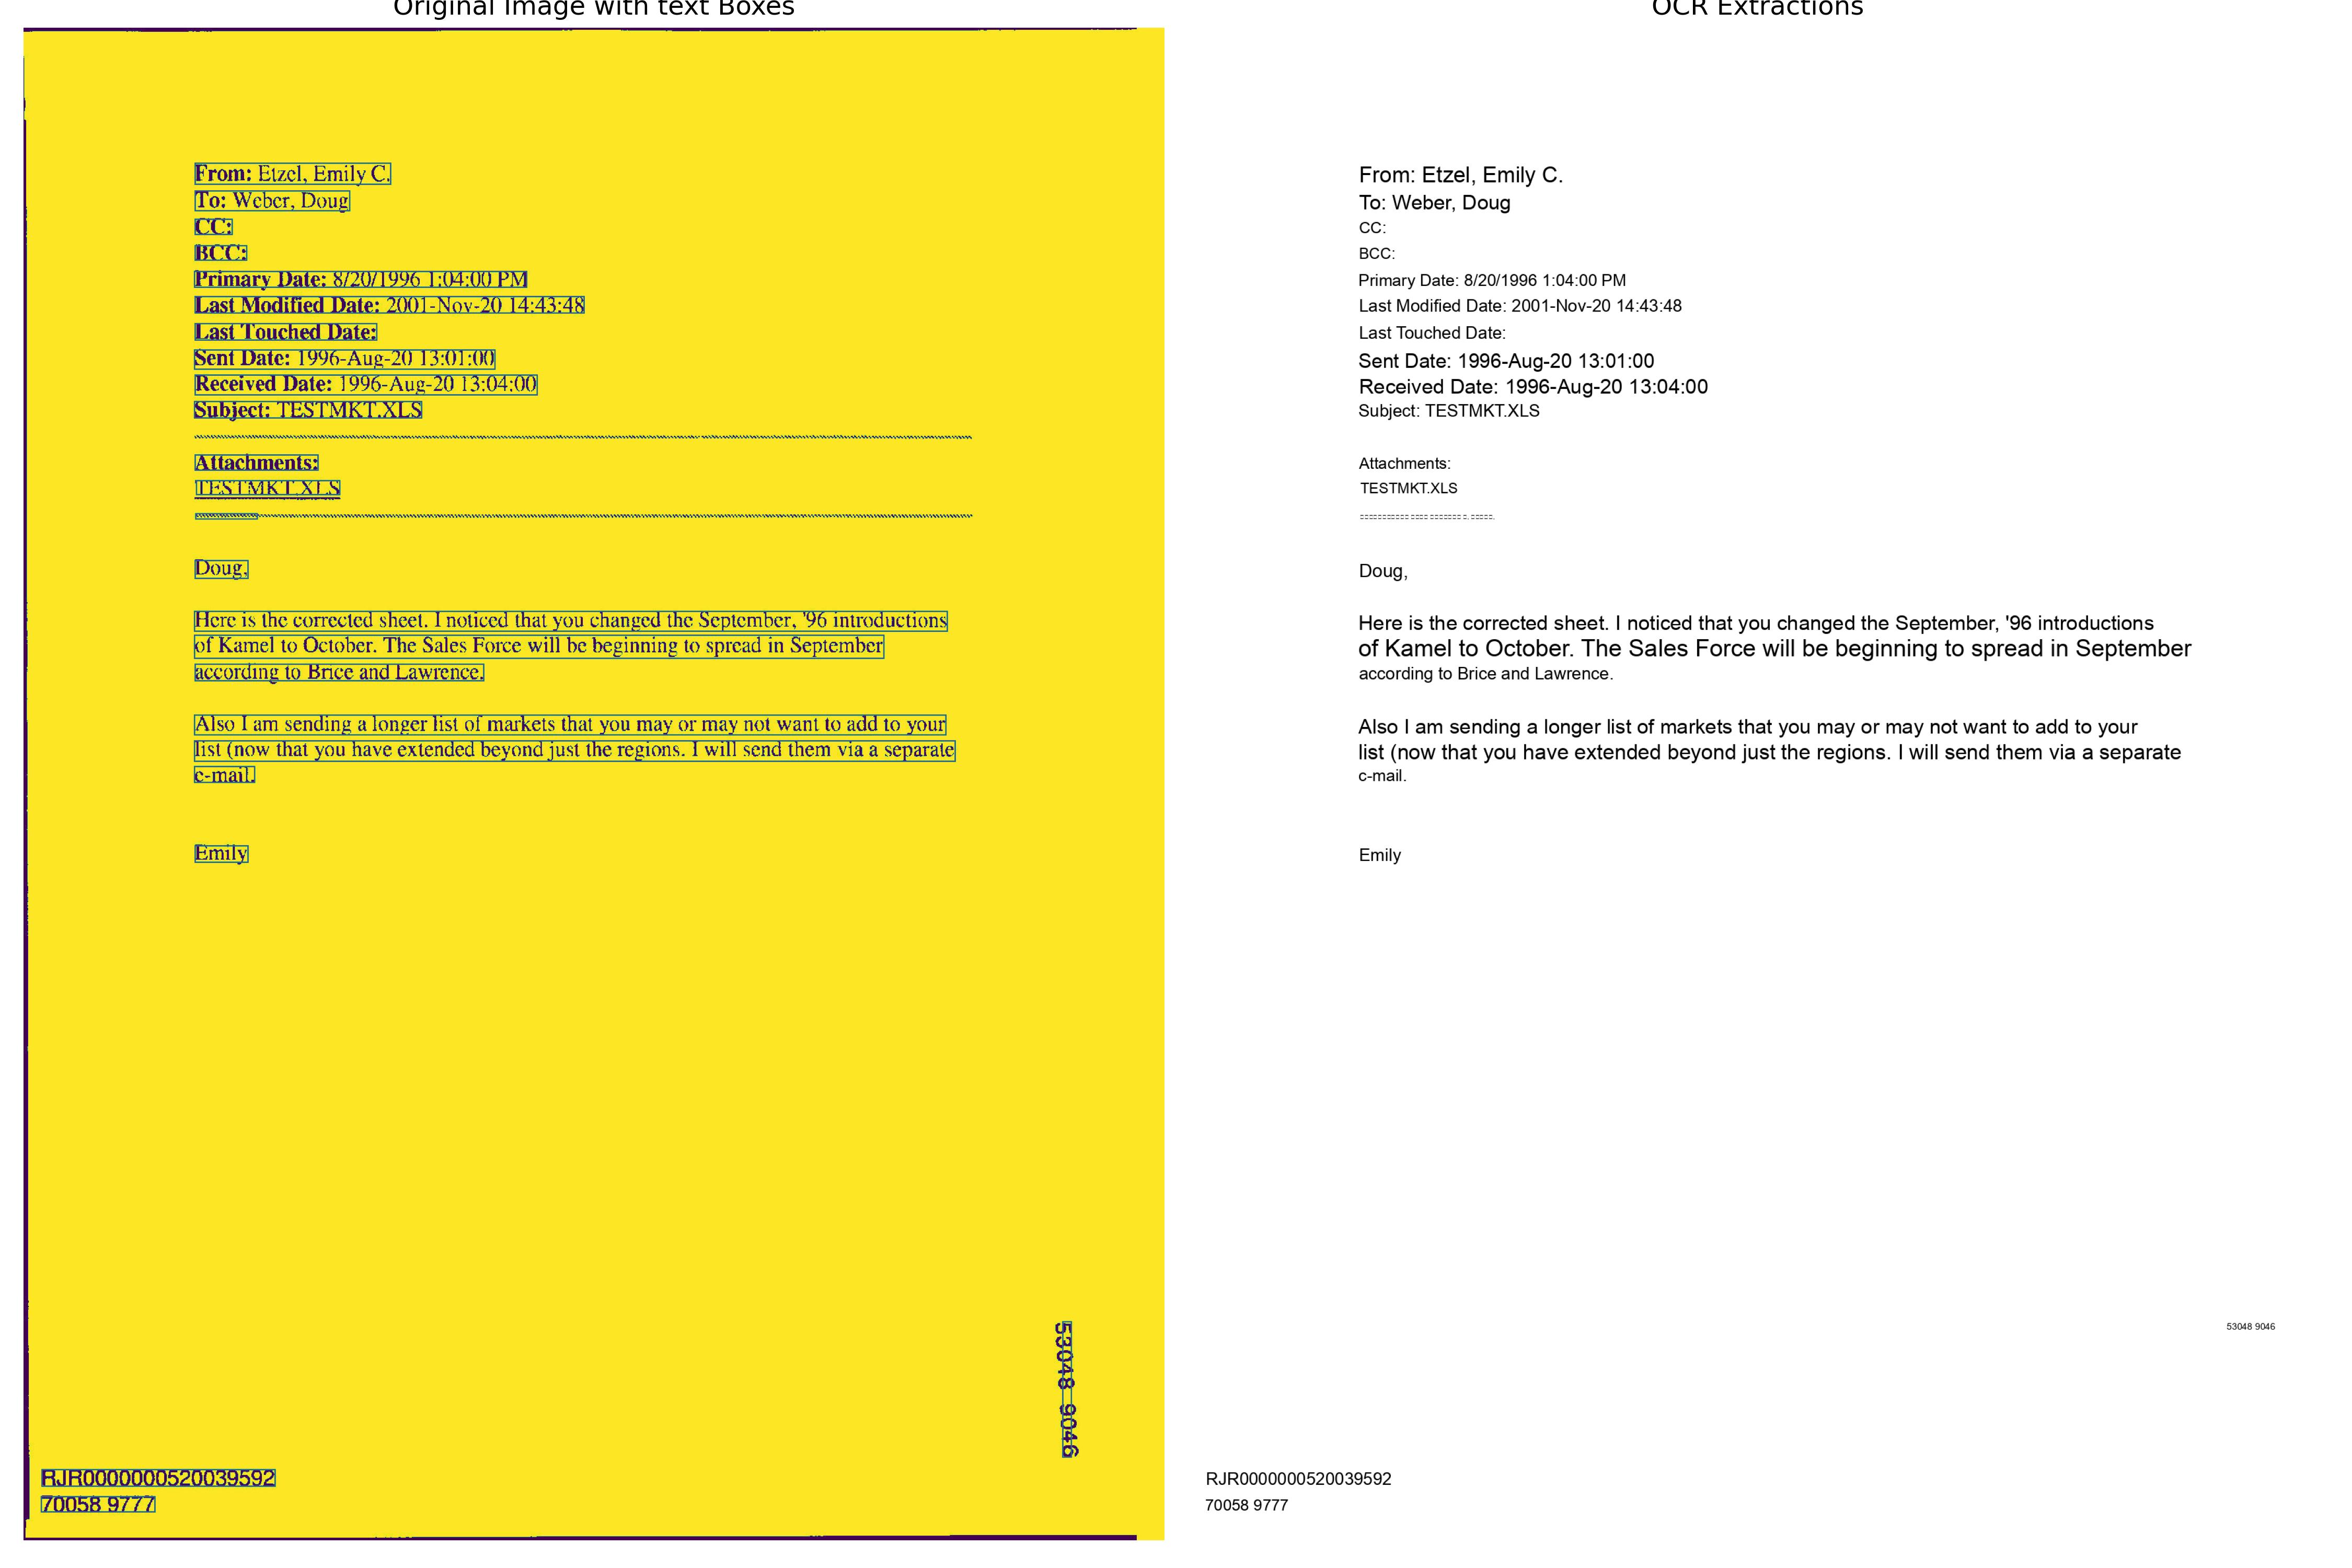 Original Image with text Boxes
From: Etzel, Emily C.
To: Weber, Doug
CC:
BCC:
Primary Date: 8/20/1996 1:04:00 PM
Last Modified Date: 2001-Nov-20 14:43:48
Last Touched Date:
Sent Date: 1996-Aug-20 13:01:00
Received Date: 1996-Aug-20 13:04:00
Subject: TESTMKT.XLS
Attachments:
TESTMKT.XLS
Doug,
Here is the corrected sheet. I noticed that you changed the September, '96 introductions
of Kamel to October. The Sales Force will be beginning to spread in September
according to Brice and Lawrence.
Also I am sending a longer list of markets that you may or may not want to add to your
list (now that you have extended beyond just the regions. I will send them via a separate
e-mail.
Emily
53048 9046
RJR0000000520039592
70058 9777
OCR Extractions
From: Etzel, Emily C.
To: Weber, Doug
CC:
BCC:
Primary Date: 8/20/1996 1:04:00 PM
Last Modified Date: 2001-Nov-20 14:43:48
Last Touched Date:
Sent Date: 1996-Aug-20 13:01:00
Received Date: 1996-Aug-20 13:04:00
Subject: TESTMKT.XLS
Attachments:
TESTMKT.XLS
Doug,
Here is the corrected sheet. I noticed that you changed the September, '96 introductions
of Kamel to October. The Sales Force will be beginning to spread in September
according to Brice and Lawrence.
Also I am sending a longer list of markets that you may or may not want to add to your
list (now that you have extended beyond just the regions. I will send them via a separate
c-mail.
Emily
53048 9046
RJR0000000520039592
70058 9777